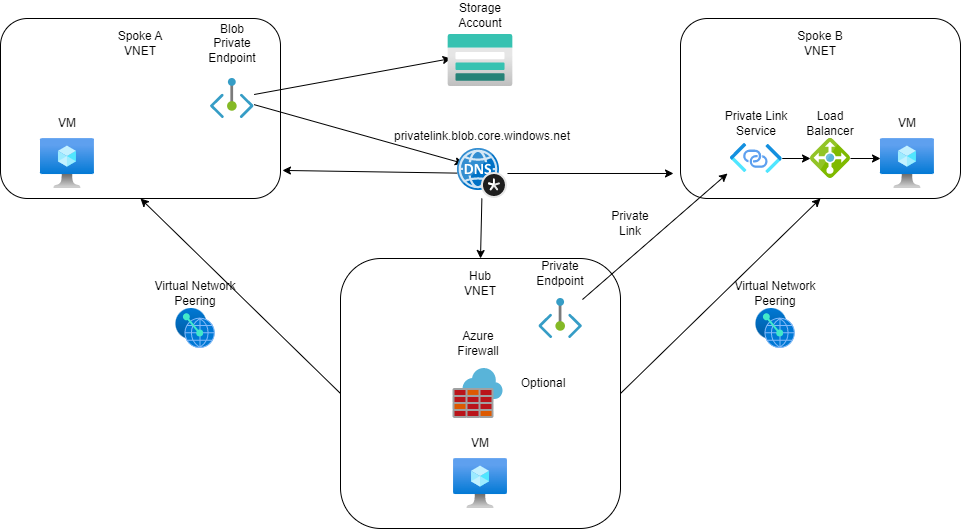 Storage
Account
Spoke A
VNET
Blob
Private
Endpoint
VM
privatelink.blob.core.windows.net
DNS
Spoke B
VNET
Private Link
Service
Load
Balancer
VM
Private
Link
Virtual Network
Peering
Hub
VNET
Private
Endpoint
Azure
Firewall
Optional
VM
Virtual Network
Peering